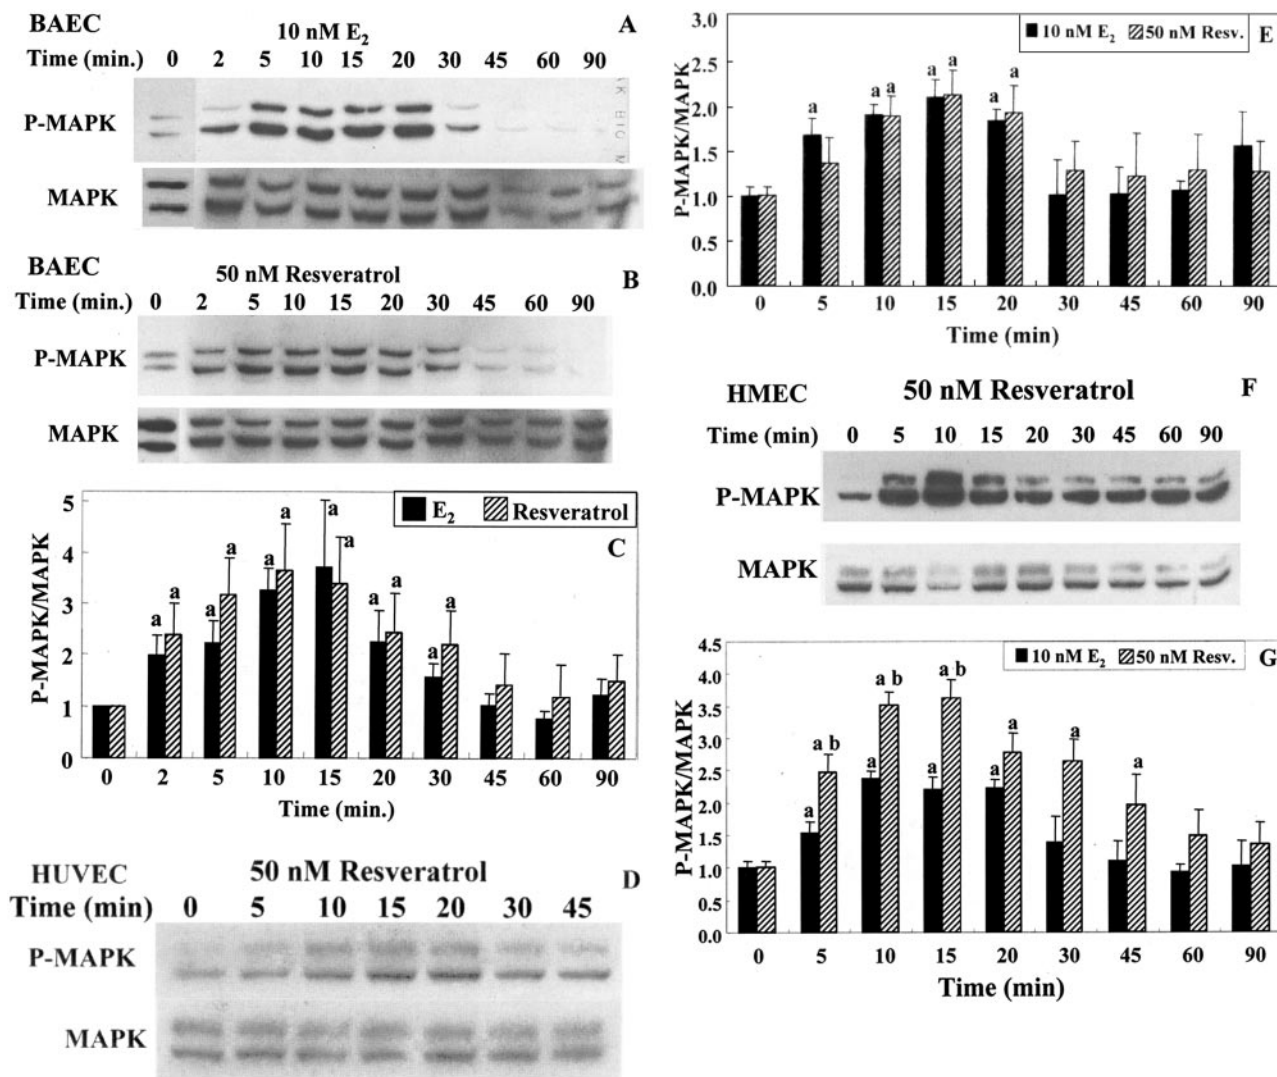 BAEC
10 nM E2
A
Time (min.) 0 2 5 10 15 20 30 45 60 90
P-MAPK
MAPK
BAEC
50 nM Resveratrol
B
Time (min.) 0 2 5 10 15 20 30 45 60 90
P-MAPK
MAPK
E2 Resveratrol
C
P-MAPK/MAPK
5
4
3
2
1
0
a a a a a a a a a a a a
0 2 5 10 15 20 30 45 60 90
Time (min.)
HUVEC
50 nM Resveratrol
D
Time (min) 0 5 10 15 20 30 45
P-MAPK
MAPK
10 nM E2 50 nM Resv.
E
P-MAPK/MAPK
3.0
2.5
2.0
1.5
1.0
0.5
0.0
a a a a a a a
0 5 10 15 20 30 45 60 90
Time (min)
HMEC
50 nM Resveratrol
F
Time (min) 0 5 10 15 20 30 45 60 90
P-MAPK
MAPK
10 nM E2 50 nM Resv.
G
P-MAPK/MAPK
4.5
4.0
3.5
3.0
2.5
2.0
1.5
1.0
0.5
0.0
a a b a a b a a b a a a a
0 5 10 15 20 30 45 60 90
Time (min)